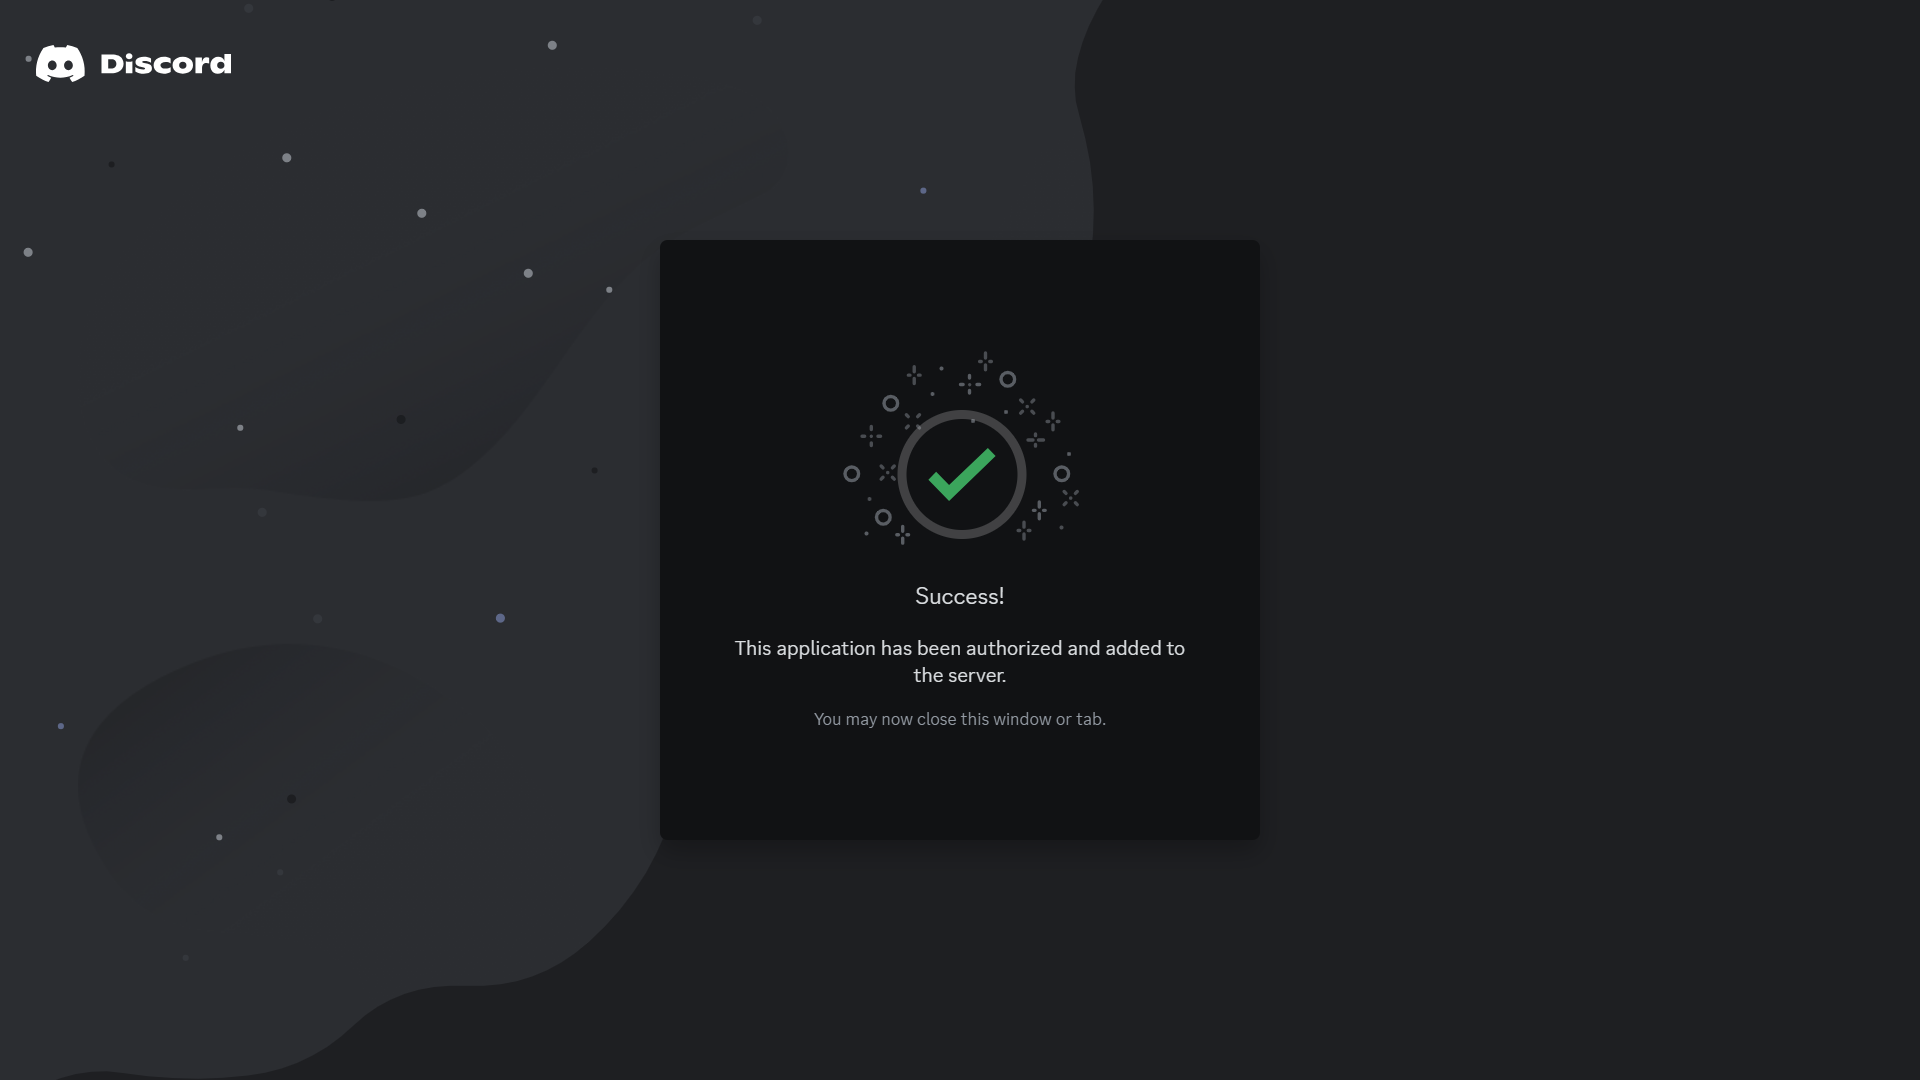 Discord
Success!
This application has been authorized and added to
the server.
You may now close this window or tab.